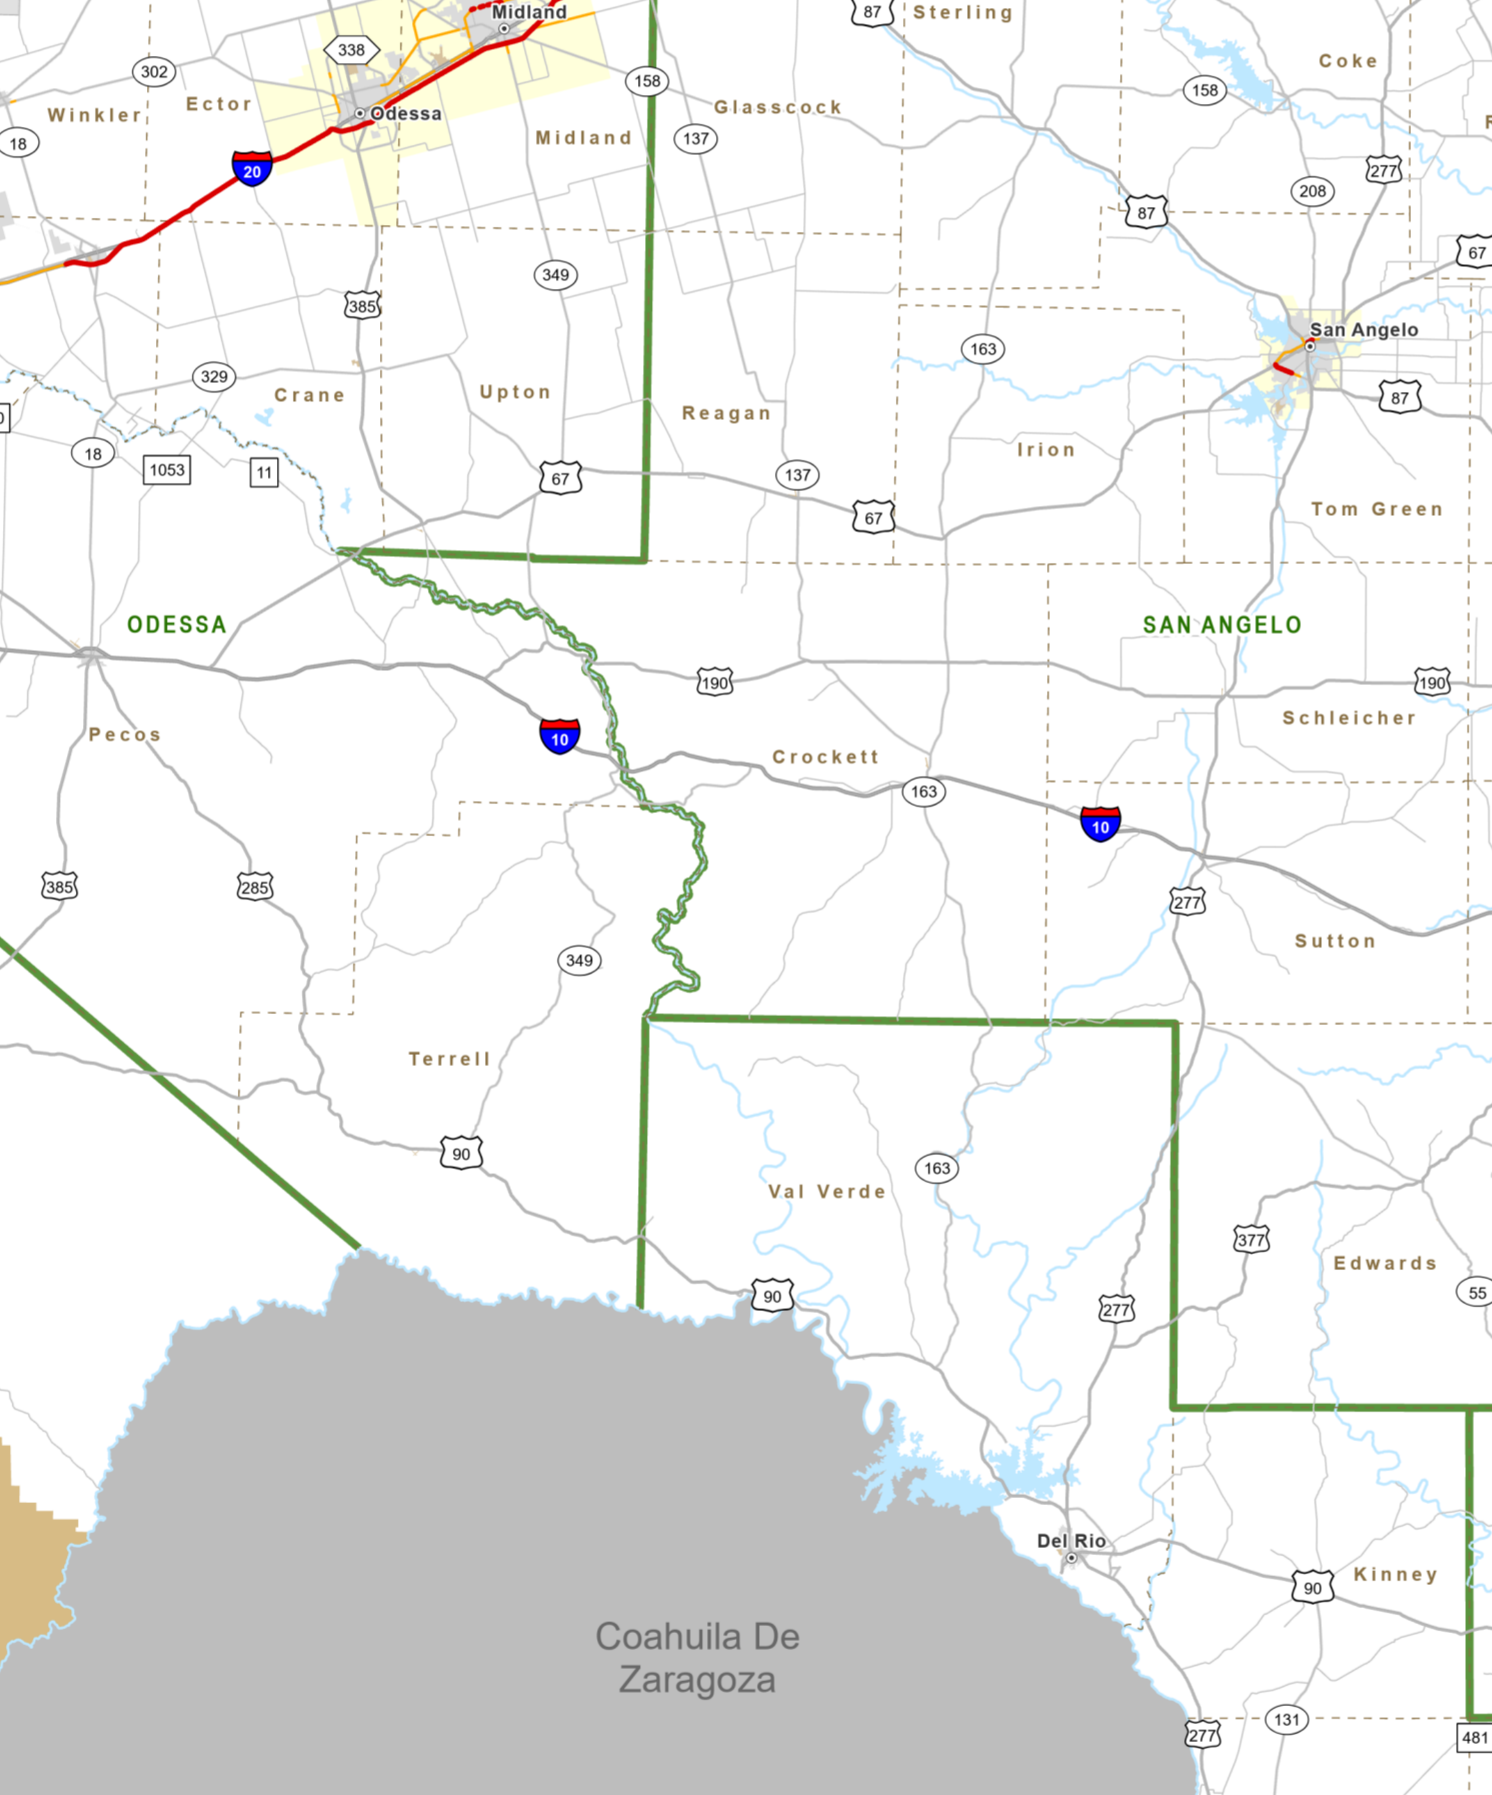 Midland
87
Sterling
338
302
158
Coke
158
Winkler
Ector
Glasscock
Odessa
Midland
137
18
20
277
208
87
67
349
385
San Angelo
163
329
Crane
Upton
87
Reagan
Irion
18
1053
11
67
137
67
Tom Green
ODESSA
SAN ANGELO
190
190
Schleicher
Pecos
10
Crockett
163
10
385
285
277
Sutton
349
Terrell
90
163
Val Verde
377
Edwards
90
277
55
Del Rio
90
Kinney
Coahuila De
Zaragoza
277
131
481